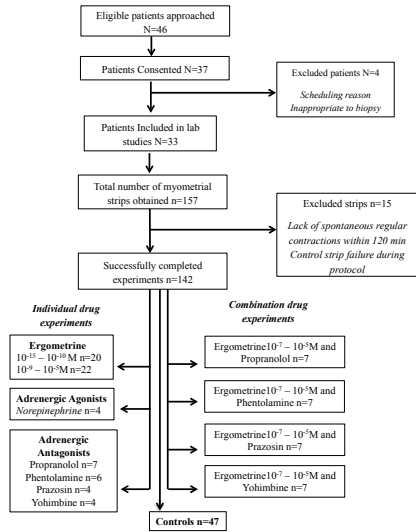 Eligible patients approached
N=46
Patients Consented N=37
Excluded patients N=4
Scheduling reason
Inappropriate to biopsy
Patients Included in lab
studies N=33
Total number of myometrial
strips obtained n=157
Excluded strips n=15
Lack of spontaneous regular
contractions within 120 min
Control strip failure during
protocol
Successfully completed
experiments n=142
Individual drug
experiments
Combination drug
experiments
Ergometrine
10⁻¹⁵ – 10⁻¹⁰ M n=20
10⁻⁹ – 10⁻⁵M n=22
Adrenergic Agonists
Norepinephrine n=4
Adrenergic
Antagonists
Propranolol n=7
Phentolamine n=6
Prazosin n=4
Yohimbine n=4
Ergometrine10⁻⁷ – 10⁻⁵M and
Propranolol n=7
Ergometrine10⁻⁷ – 10⁻⁵M and
Phentolamine n=7
Ergometrine10⁻⁷ – 10⁻⁵M and
Prazosin n=7
Ergometrine10⁻⁷ – 10⁻⁵M and
Yohimbine n=7
Controls n=47